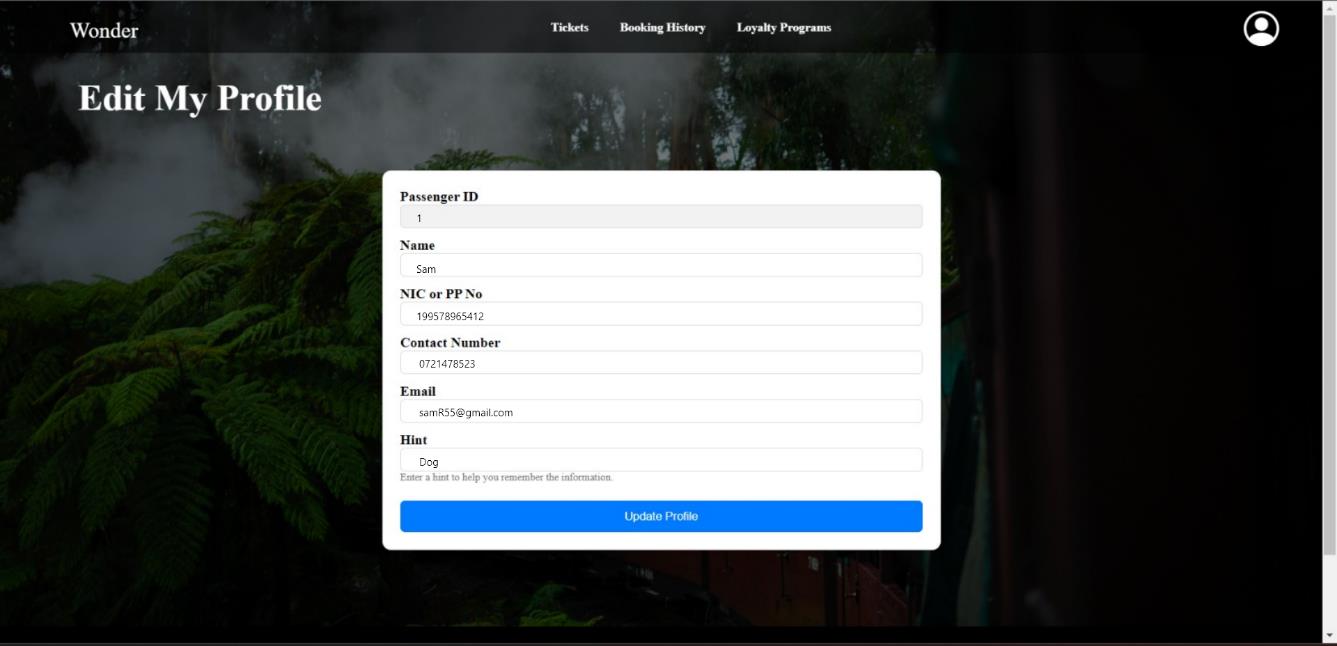 Wonder
Tickets
Booking History
Loyalty Programs
Edit My Profile
Passenger ID
1
Name
Sam
NIC or PP No
199578965412
Contact Number
0721478523
Email
samR55@gmail.com
Hint
Dog
Enter a hint to help you remember the information.
Update Profile